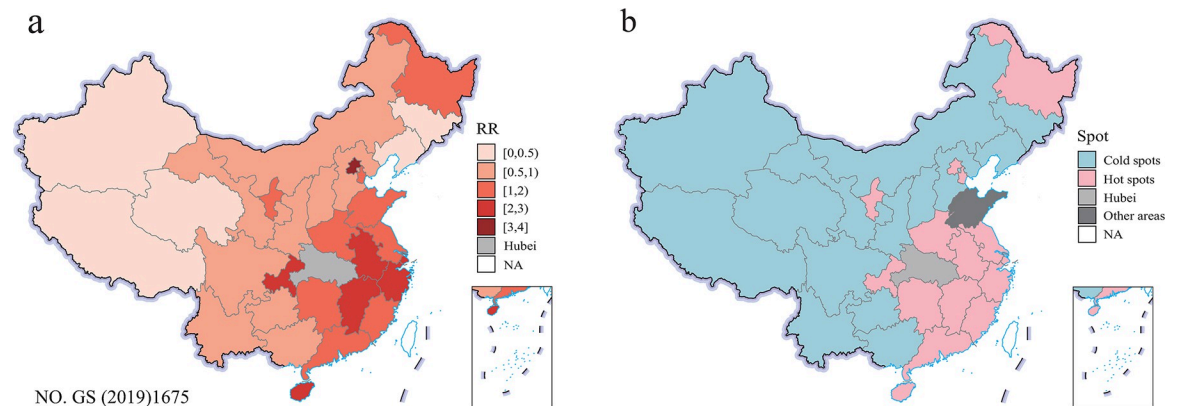 a
RR
[0,0.5)
[0.5,1)
[1,2)
[2,3)
[3,4]
Hubei
NA
NO. GS (2019)1675
b
Spot
Cold spots
Hot spots
Hubei
Other areas
NA